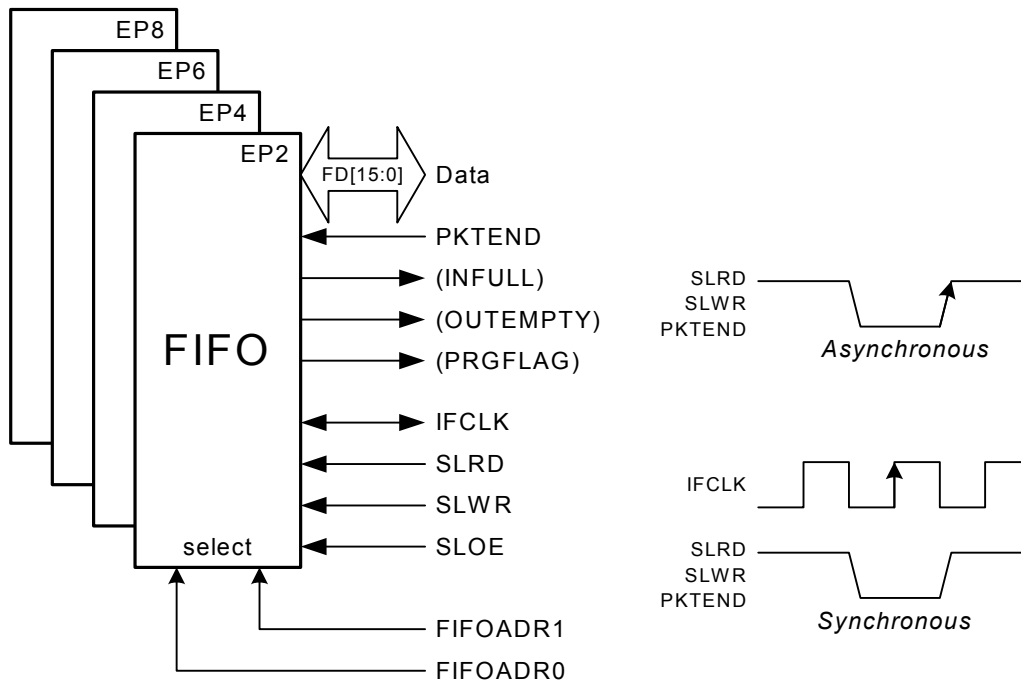 EP8
EP6
EP4
EP2
FD[15:0]
Data
PKTEND
(INFULL)
(OUTEMPTY)
(PRGFLAG)
FIFO
IFCLK
SLRD
SLWR
SLOE
select
FIFOADR1
FIFOADR0
SLRD
SLWR
PKTEND
Asynchronous
IFCLK
SLRD
SLWR
PKTEND
Synchronous